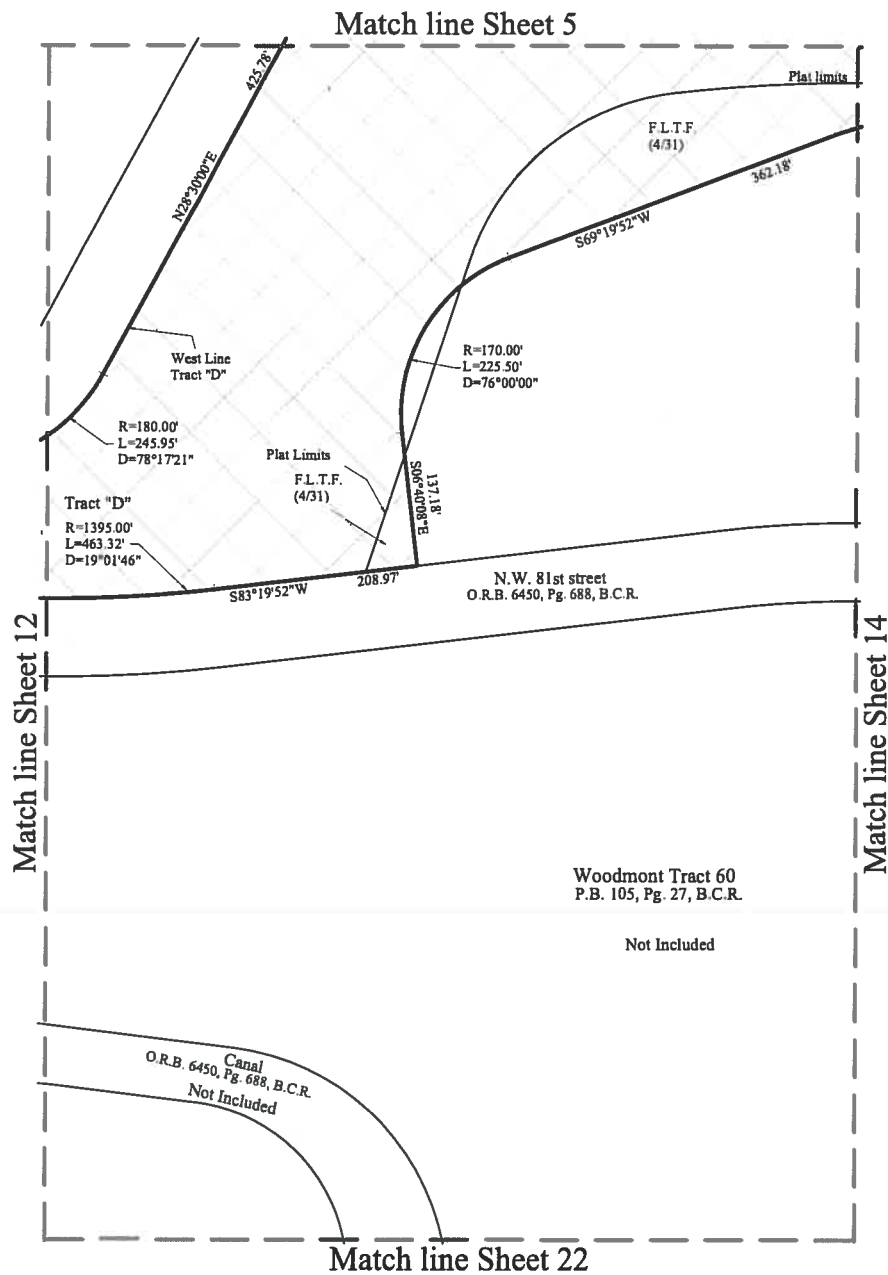 Match line Sheet 5
425.78'
Plat limits
F.L.T.F.
(4/31)
362.18'
N28°30'00"E
S69°19'52"W
West Line
Tract "D"
R=170.00'
L=225.50'
D=76°00'00"
R=180.00'
L=245.95'
D=78°17'21"
Plat Limits
F.L.T.F.
(4/31)
137.18'
S06°40'08"E
Tract "D"
R=1395.00'
L=463.32'
D=19°01'46"
S83°19'52"W
208.97'
N.W. 81st street
O.R.B. 6450, Pg. 688, B.C.R.
Match line Sheet 12
Match line Sheet 14
Woodmont Tract 60
P.B. 105, Pg. 27, B.C.R.
Not Included
Canal
O.R.B. 6450, Pg. 688, B.C.R.
Not Included
Match line Sheet 22